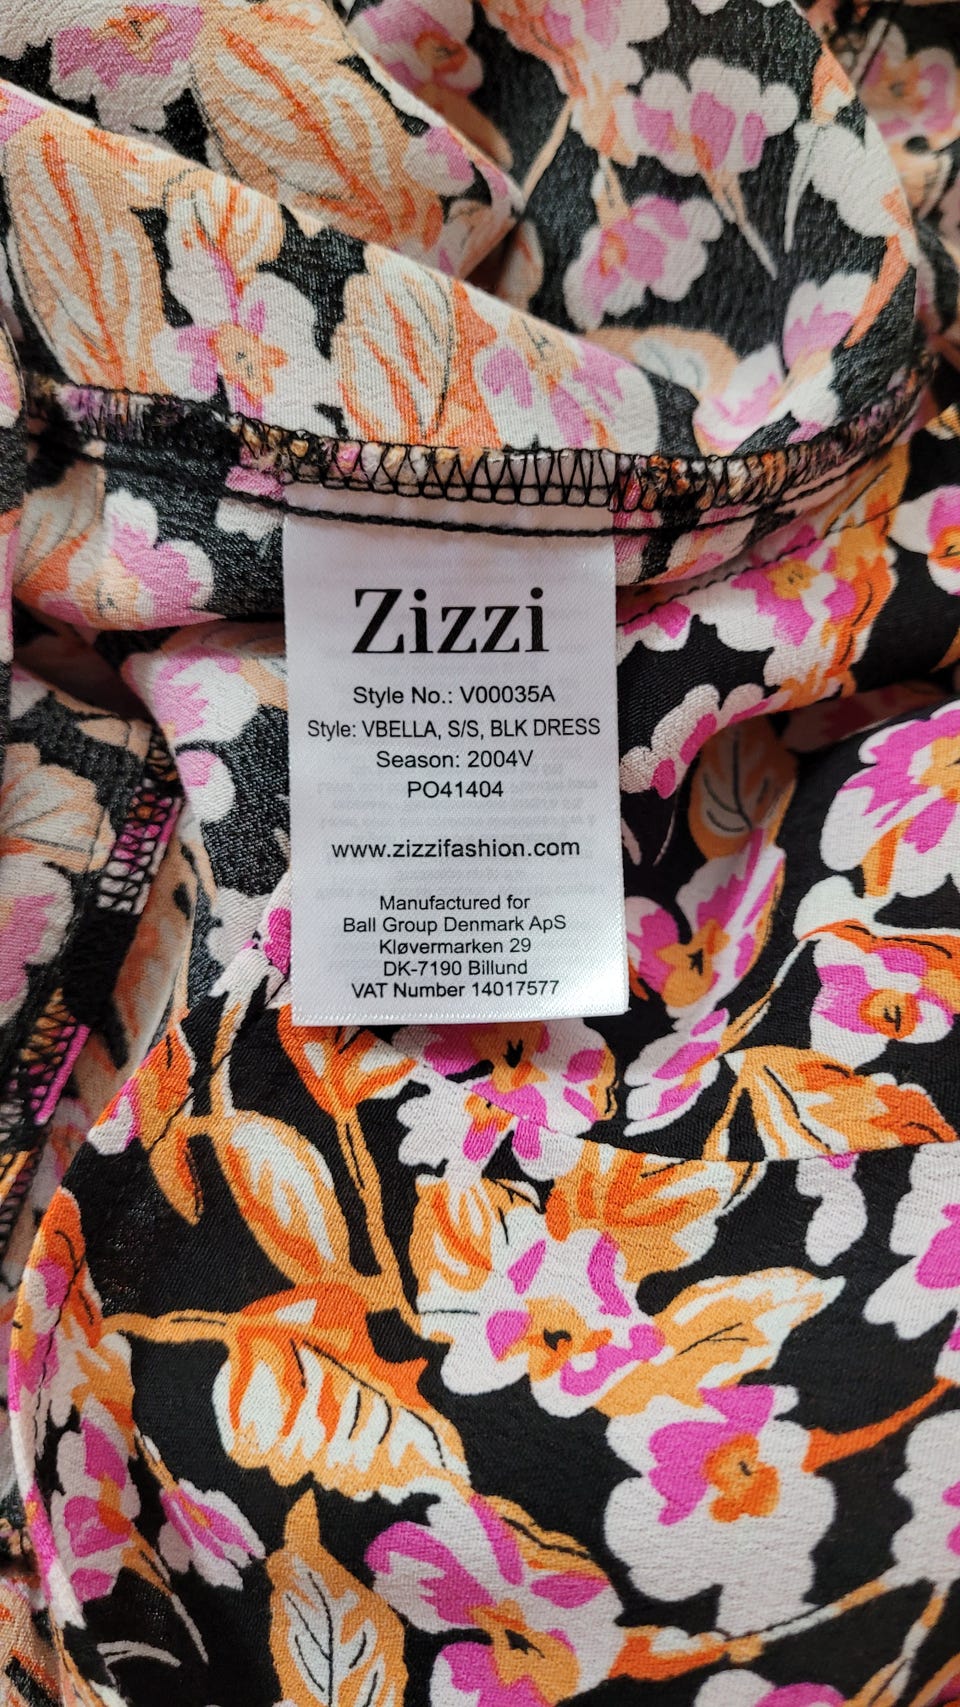 Zizzi
Style No.: V00035A
Style: VBELLA, S/S, BLK DRESS
Season: 2004V
PO41404
www.zizzifashion.com
Manufactured for
Ball Group Denmark ApS
Kløvermarken 29
DK-7190 Billund
VAT Number 14017577